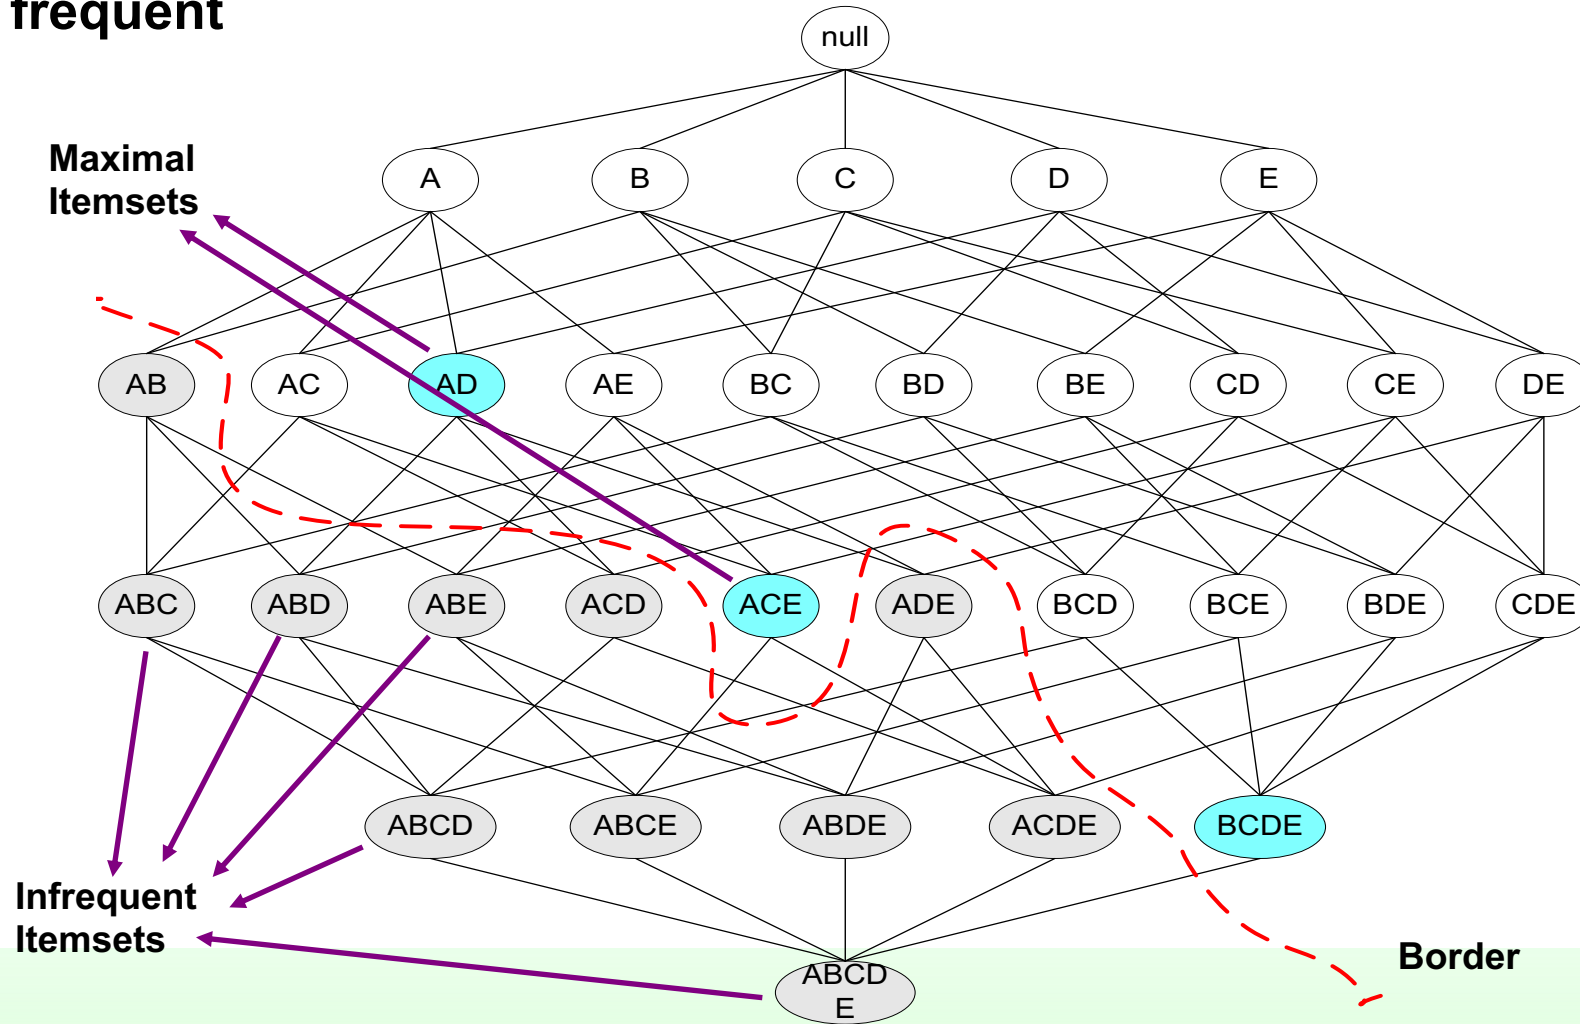 frequent
null
Maximal
Itemsets
A B C D E
AB AC AD AE BC BD BE CD CE DE
ABC ABD ABE ACD ACE ADE BCD BCE BDE CDE
ABCD ABCE ABDE ACDE BCDE
Infrequent
Itemsets
Border
ABCD
E